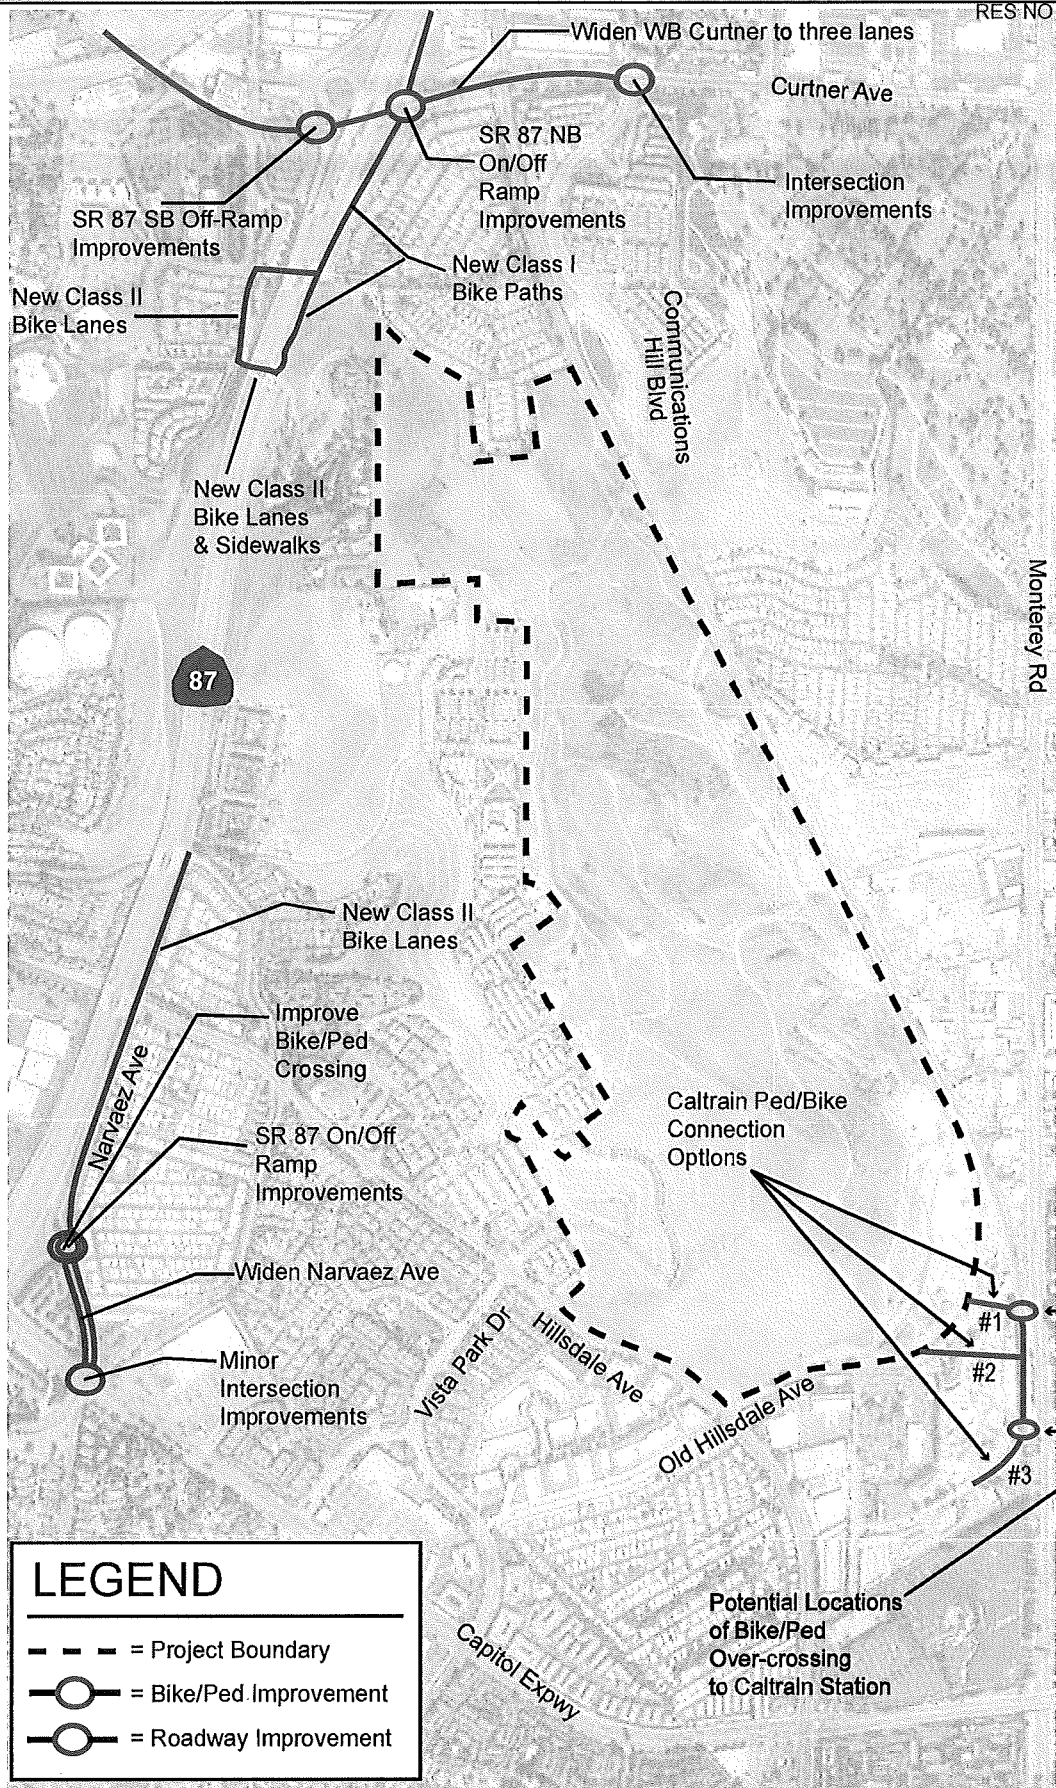 RES NO
Widen WB Curtner to three lanes
Curtner Ave
SR 87 NB
On/Off
Ramp
Improvements
Intersection
Improvements
SR 87 SB Off-Ramp
Improvements
New Class I
Bike Paths
New Class II
Bike Lanes
Communications
Hill Blvd
New Class II
Bike Lanes
& Sidewalks
Monterey Rd
87
New Class II
Bike Lanes
Improve
Bike/Ped
Crossing
Narvaez Ave
Caltrain Ped/Bike
Connection
Options
SR 87 On/Off
Ramp
Improvements
Widen Narvaez Ave
#1
#2
#3
Vista Park Dr
Hillsdale Ave
Minor
Intersection
Improvements
Old Hillsdale Ave
LEGEND
= Project Boundary
= Bike/Ped Improvement
= Roadway Improvement
Capitol Expwy
Potential Locations
of Bike/Ped
Over-crossing
to Caltrain Station